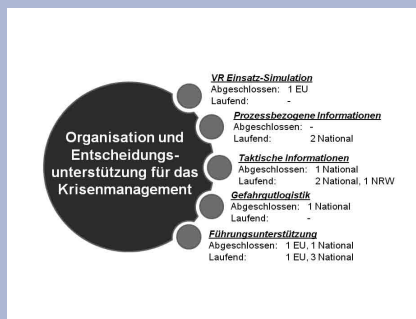 Organisation und
Entscheidungs-
unterstützung für das
Krisenmanagement
VR Einsatz-Simulation
Abgeschlossen: 1 EU
Laufend: -
Prozessbezogene Informationen
Abgeschlossen: -
Laufend: 2 National
Taktische Informationen
Abgeschlossen: 1 National
Laufend: 2 National, 1 NRW
Gefahrgutlogistik
Abgeschlossen: 1 National
Laufend: -
Führungsunterstützung
Abgeschlossen: 1 EU, 1 National
Laufend: 1 EU, 3 National